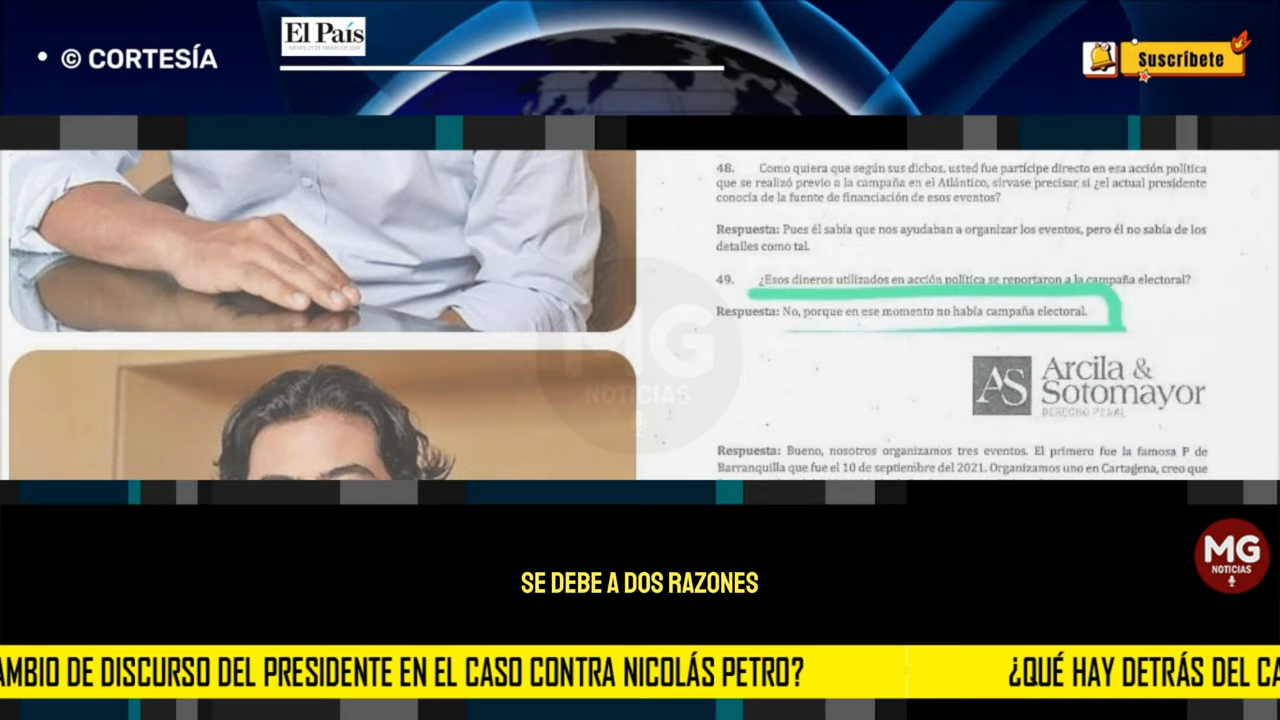 © CORTESÍA
El País
JUEVES, 21 DE MARZO DE 2024
Suscríbete
48. Como quiera que según sus dichos, usted fue partícipe directo en esa acción política
que se realizó previo a la campaña en el Atlántico, sírvase precisar, si ¿el actual presidente
conocía de la fuente de financiación de esos eventos?
Respuesta: Pues él sabía que nos ayudaban a organizar los eventos, pero él no sabía de los
detalles como tal.
49. ¿Esos dineros utilizados en acción política se reportaron a la campaña electoral?
Respuesta: No, porque en ese momento no había campaña electoral.
AS Arcila &
Sotomayor
DERECHO PENAL
Respuesta: Bueno, nosotros organizamos tres eventos. El primero fue la famosa P de
Barranquilla que fue el 10 de septiembre del 2021. Organizamos uno en Cartagena, creo que
MG
NOTICIAS
SE DEBE A DOS RAZONES
MG
NOTICIAS
AMBIO DE DISCURSO DEL PRESIDENTE EN EL CASO CONTRA NICOLÁS PETRO? ¿QUÉ HAY DETRÁS DEL CA